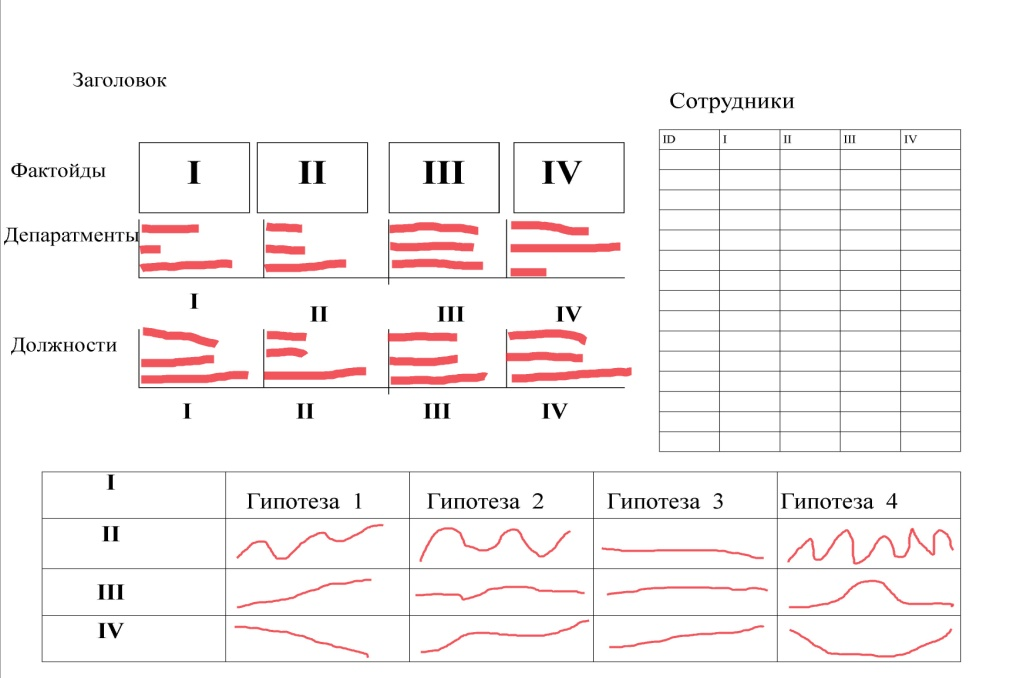 Заголовок
Сотрудники
ID I II III IV
Фактойды I II III IV
Депаратменты
I II III IV
Должности
I II III IV
I Гипотеза 1 Гипотеза 2 Гипотеза 3 Гипотеза 4
II
III
IV